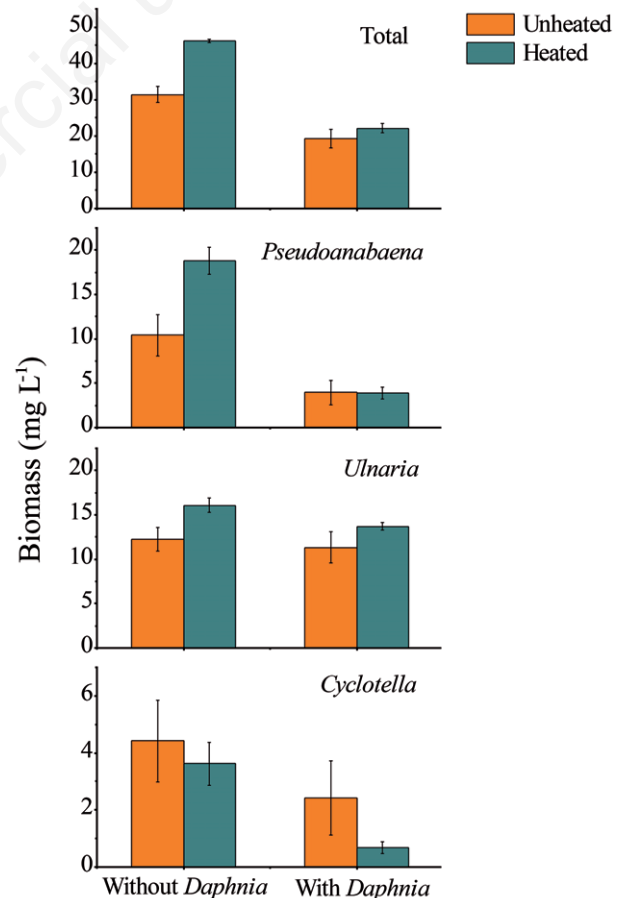 ercial u
Total
Unheated
Heated
50
40
30
20
10
0
Pseudoanabaena
20
15
10
5
0
Biomass (mg L⁻¹)
Ulnaria
20
15
10
5
0
Cyclotella
6
4
2
0
Without Daphnia With Daphnia